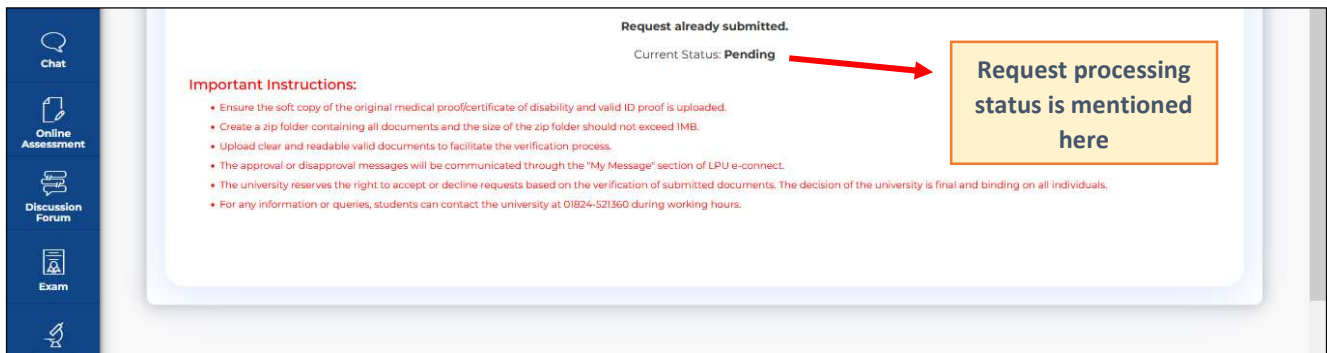 Chat
Online
Assessment
Discussion
Forum
Exam
Request already submitted.
Current Status: Pending
Request processing
status is mentioned
here
Important Instructions:
• Ensure the soft copy of the original medical proof/certificate of disability and valid ID proof is uploaded.
• Create a zip folder containing all documents and the size of the zip folder should not exceed 1MB.
• Upload clear and readable valid documents to facilitate the verification process.
• The approval or disapproval messages will be communicated through the "My Message" section of LPU e-connect.
• The university reserves the right to accept or decline requests based on the verification of submitted documents. The decision of the university is final and binding on all individuals.
• For any information or queries, students can contact the university at 01824-521360 during working hours.